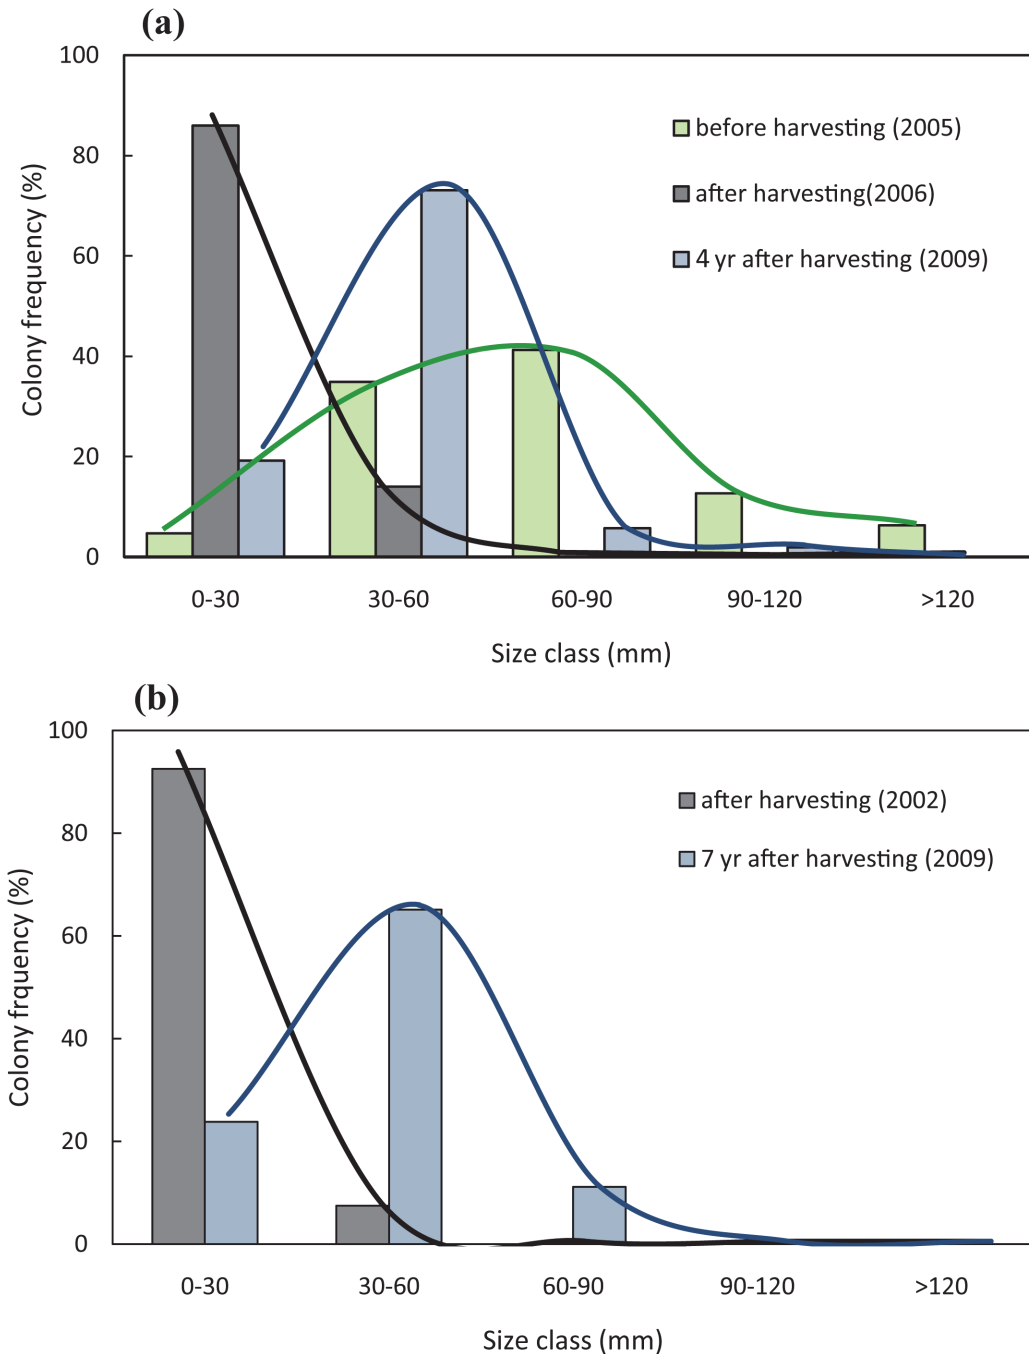 (a)
100
80
60
40
20
0
Colony frequency (%)
before harvesting (2005)
after harvesting(2006)
4 yr after harvesting (2009)
0-30 30-60 60-90 90-120 >120
Size class (mm)
(b)
100
80
60
40
20
0
Colony frquency (%)
after harvesting (2002)
7 yr after harvesting (2009)
0-30 30-60 60-90 90-120 >120
Size class (mm)